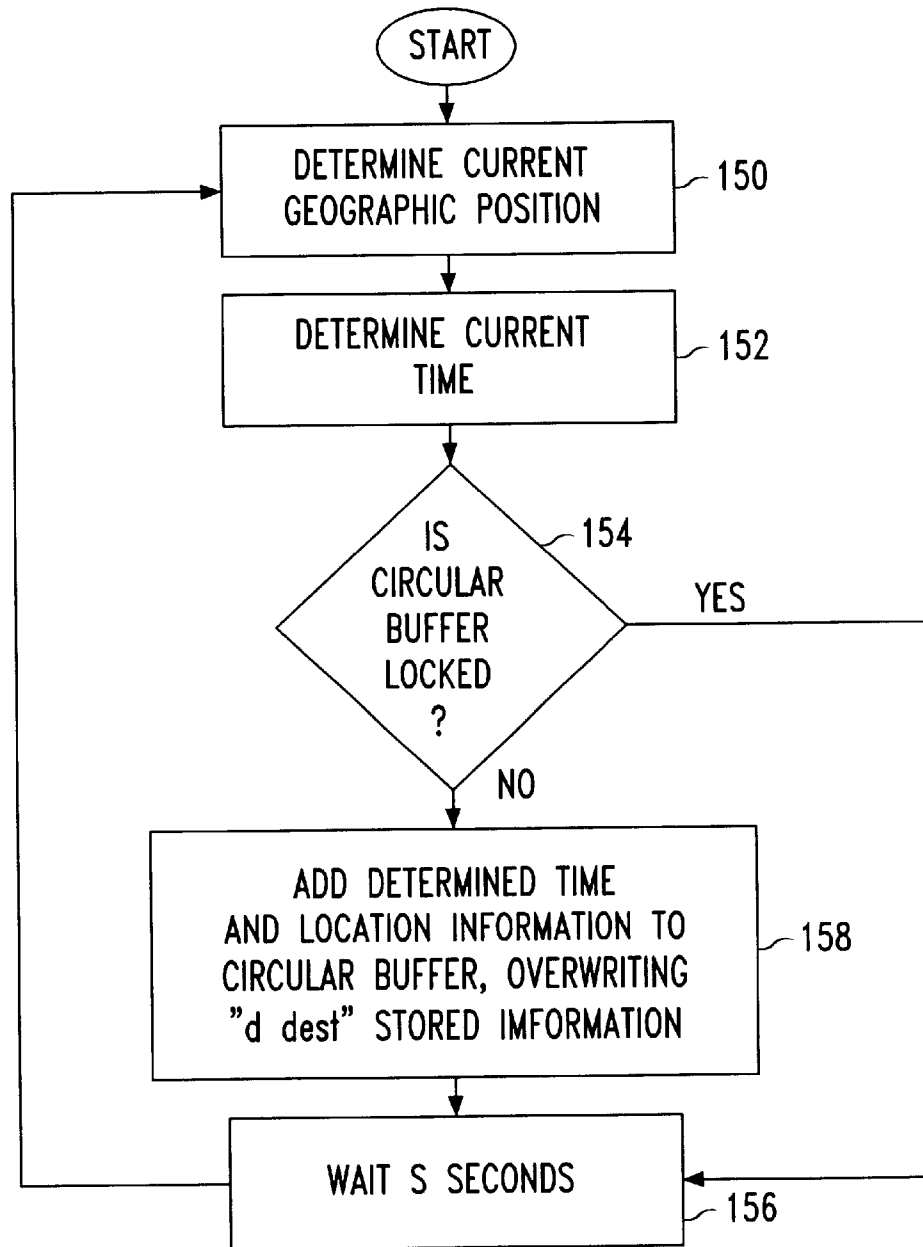 START
DETERMINE CURRENT
GEOGRAPHIC POSITION
150
DETERMINE CURRENT
TIME
152
IS
CIRCULAR
BUFFER
LOCKED
?
154
YES
NO
ADD DETERMINED TIME
AND LOCATION INFORMATION TO
CIRCULAR BUFFER, OVERWRITING
"d dest" STORED IMFORMATION
158
WAIT S SECONDS
156